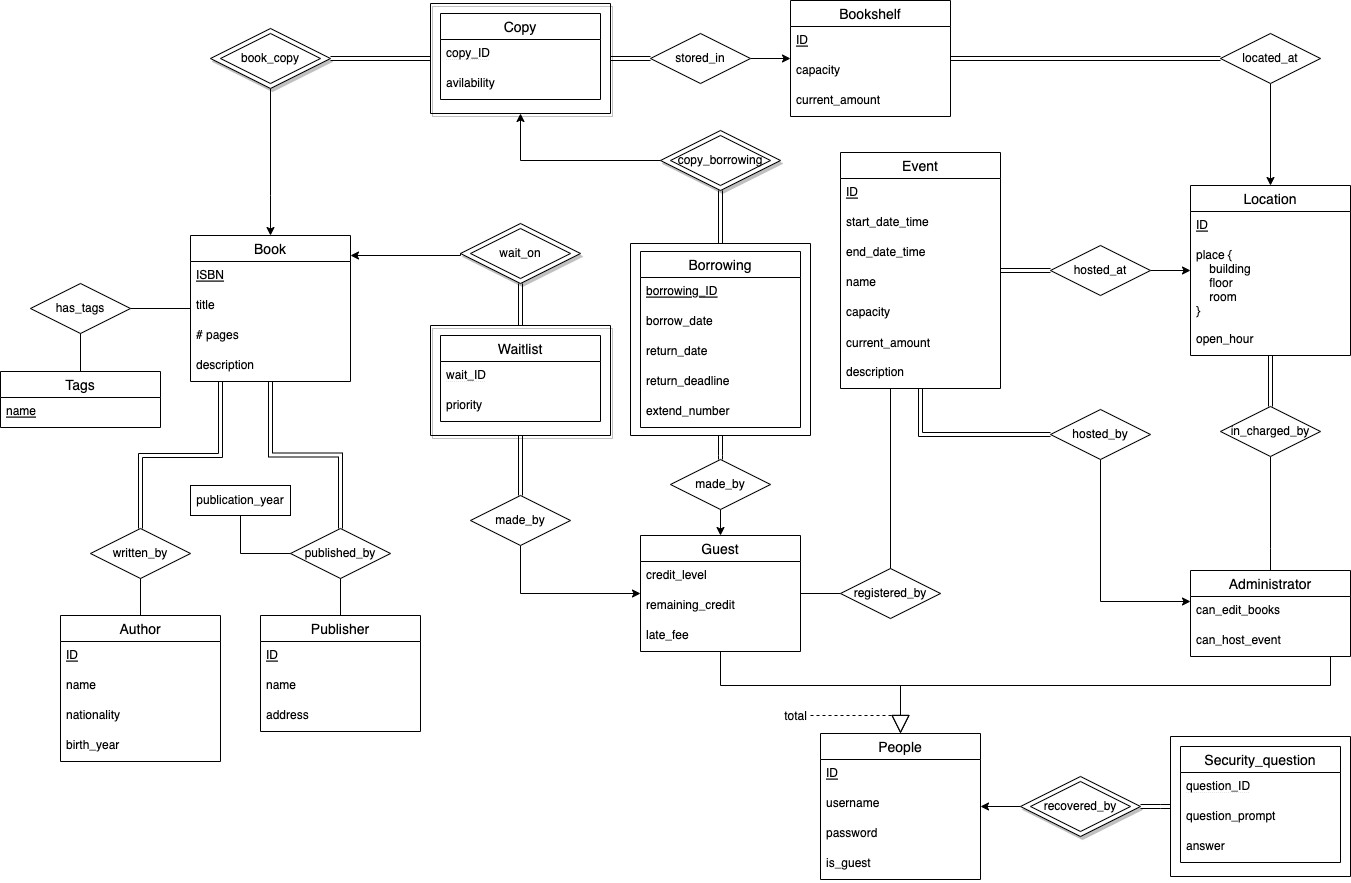 Copy
copy_ID
avilability
book_copy
stored_in
Bookshelf
ID
capacity
current_amount
located_at
copy_borrowing
Event
ID
start_date_time
end_date_time
name
capacity
current_amount
description
Location
ID
place {
building
floor
room
}
open_hour
hosted_at
Book
ISBN
title
# pages
description
wait_on
has_tags
Tags
name
Waitlist
wait_ID
priority
Borrowing
borrowing_ID
borrow_date
return_date
return_deadline
extend_number
hosted_by
in_charged_by
publication_year
made_by
made_by
written_by
published_by
Guest
credit_level
remaining_credit
late_fee
registered_by
Administrator
can_edit_books
can_host_event
Author
ID
name
nationality
birth_year
Publisher
ID
name
address
total
People
ID
username
password
is_guest
recovered_by
Security_question
question_ID
question_prompt
answer